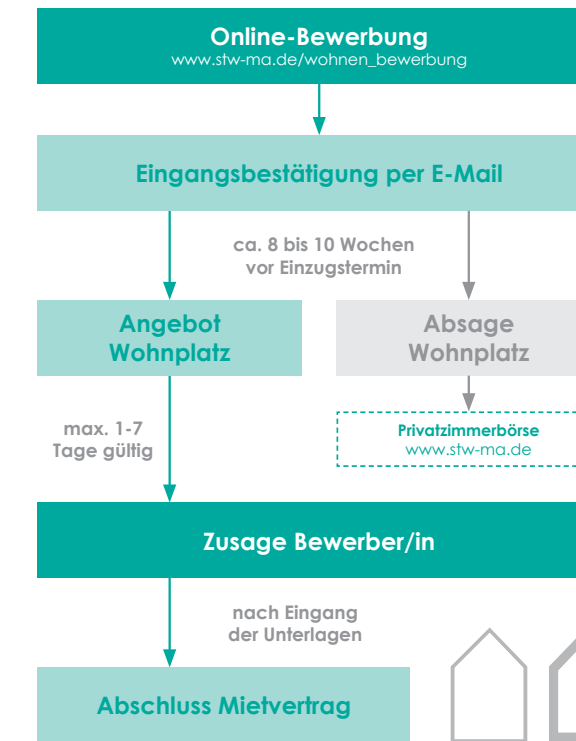 Online-Bewerbung
www.stw-ma.de/wohnen_bewerbung
Eingangsbestätigung per E-Mail
ca. 8 bis 10 Wochen
vor Einzugstermin
Angebot
Wohnplatz
Absage
Wohnplatz
max. 1-7
Tage gültig
Privatzimmerbörse
www.stw-ma.de
Zusage Bewerber/in
nach Eingang
der Unterlagen
Abschluss Mietvertrag